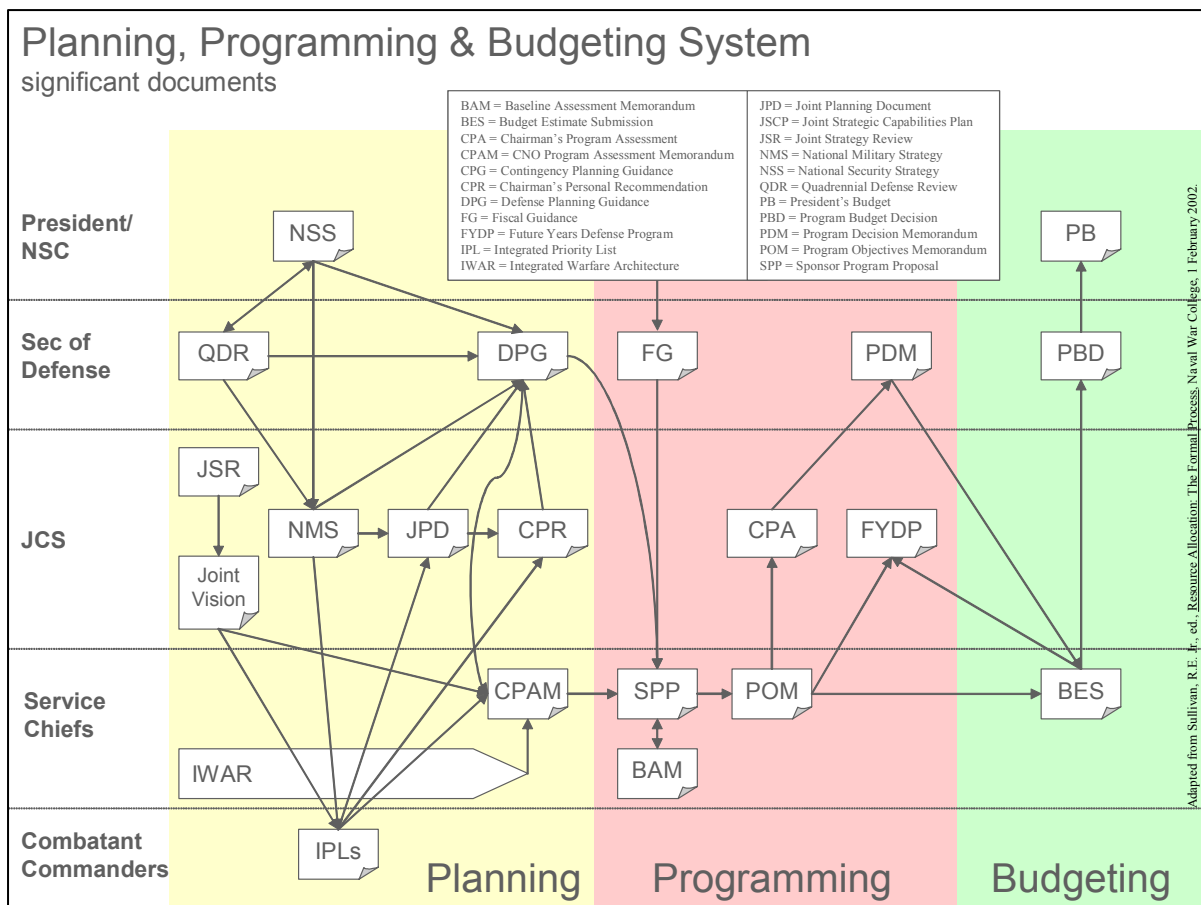 Planning, Programming & Budgeting System
significant documents
BAM = Baseline Assessment Memorandum
BES = Budget Estimate Submission
CPA = Chairman's Program Assessment
CPAM = CNO Program Assessment Memorandum
CPG = Contingency Planning Guidance
CPR = Chairman's Personal Recommendation
DPG = Defense Planning Guidance
FG = Fiscal Guidance
FYDP = Future Years Defense Program
IPL = Integrated Priority List
IWAR = Integrated Warfare Architecture
JPD = Joint Planning Document
JSCP = Joint Strategic Capabilities Plan
JSR = Joint Strategy Review
NMS = National Military Strategy
NSS = National Security Strategy
QDR = Quadrennial Defense Review
PB = President's Budget
PBD = Program Budget Decision
PDM = Program Decision Memorandum
POM = Program Objectives Memorandum
SPP = Sponsor Program Proposal
President/
NSC
NSS
PB
Sec of
Defense
QDR
DPG
FG
PDM
PBD
JCS
JSR
NMS
JPD
CPR
CPA
FYDP
Joint
Vision
Service
Chiefs
CPAM
SPP
POM
BES
IWAR
BAM
Combatant
Commanders
IPLs
Planning
Programming
Budgeting
Adapted from Sullivan, R.E. Jr., ed., Resource Allocation: The Formal Process, Naval War College, 1 February 2002.